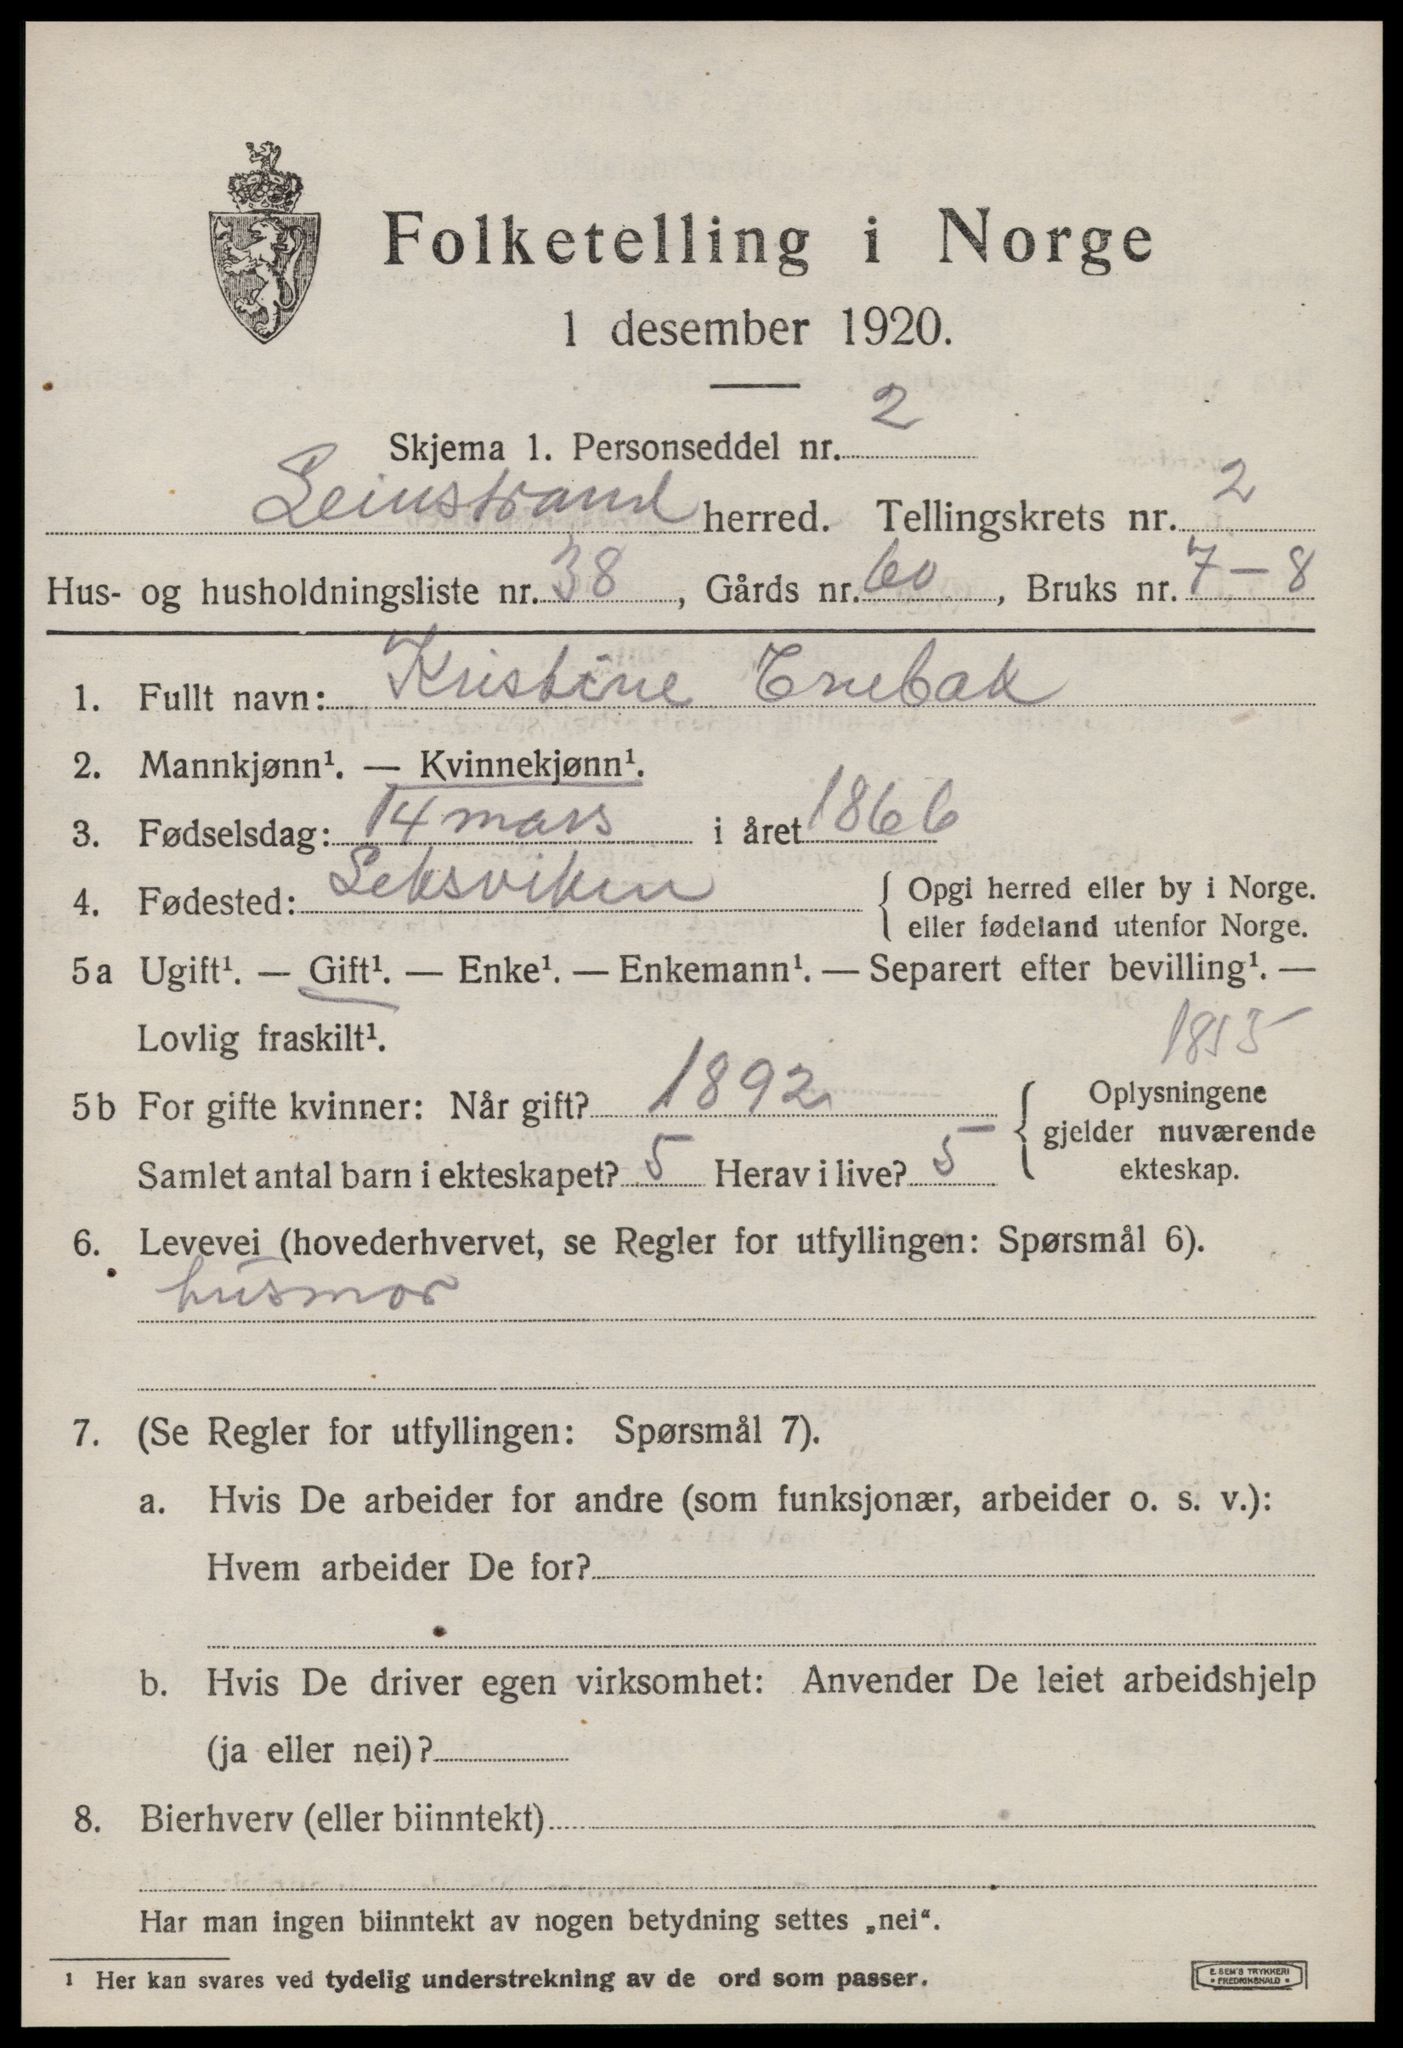 Folketelling i Norge
1 desember 1920.
Skjema 1. Personseddel nr. 2
Leinstrand herred. Tellingskrets nr. 2
Hus- og husholdningsliste nr. 38, Gårds nr. 60, Bruks nr. 7-8
1. Fullt navn: Kristine Enebak
2. Mannkjønn¹. — Kvinnekjønn¹.
3. Fødselsdag: 14 mars i året 1866
4. Fødested: Leksviken { Opgi herred eller by i Norge.
eller fødeland utenfor Norge.
5a Ugift¹. — Gift¹. — Enke¹. — Enkemann¹. — Separert efter bevilling¹. —
Lovlig fraskilt¹. 1815
5b For gifte kvinner: Når gift? 1892 { Oplysningene
gjelder nuværende
ekteskap.
Samlet antal barn i ekteskapet? 5 Herav i live? 5
6. Levevei (hovederhvervet, se Regler for utfyllingen: Spørsmål 6).
husmor
7. (Se Regler for utfyllingen: Spørsmål 7).
a. Hvis De arbeider for andre (som funksjonær, arbeider o. s. v.):
Hvem arbeider De for?
b. Hvis De driver egen virksomhet: Anvender De leiet arbeidshjelp
(ja eller nei)?
8. Bierhverv (eller biinntekt)
Har man ingen biinntekt av nogen betydning settes „nei“.
¹ Her kan svares ved tydelig understrekning av de ord som passer.
E. SEM'S TRYKKERI
FREDRIKSHALD